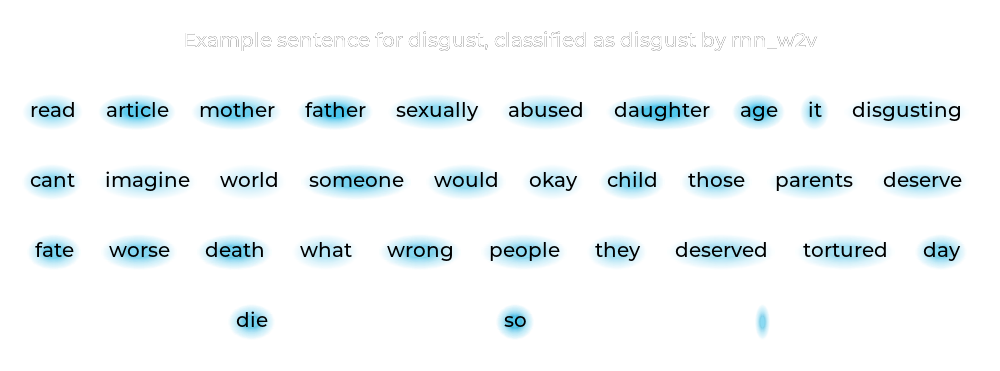 Example sentence for disgust, classified as disgust by rnn_w2v
read article mother father sexually abused daughter age it disgusting
cant imagine world someone would okay child those parents deserve
fate worse death what wrong people they deserved tortured day
die so